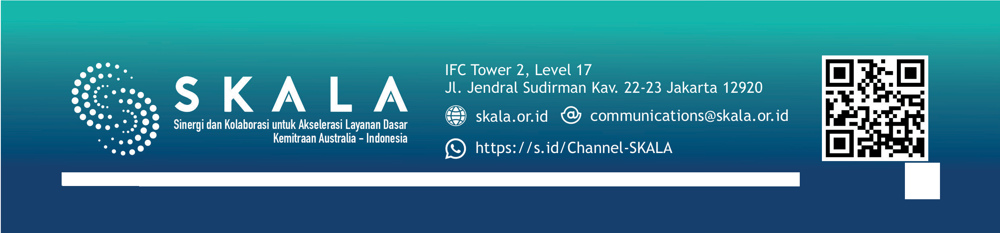 SKALA
Sinergi dan Kolaborasi untuk Akselerasi Layanan Dasar
Kemitraan Australia – Indonesia
IFC Tower 2, Level 17
Jl. Jendral Sudirman Kav. 22-23 Jakarta 12920
skala.or.id
communications@skala.or.id
https://s.id/Channel-SKALA